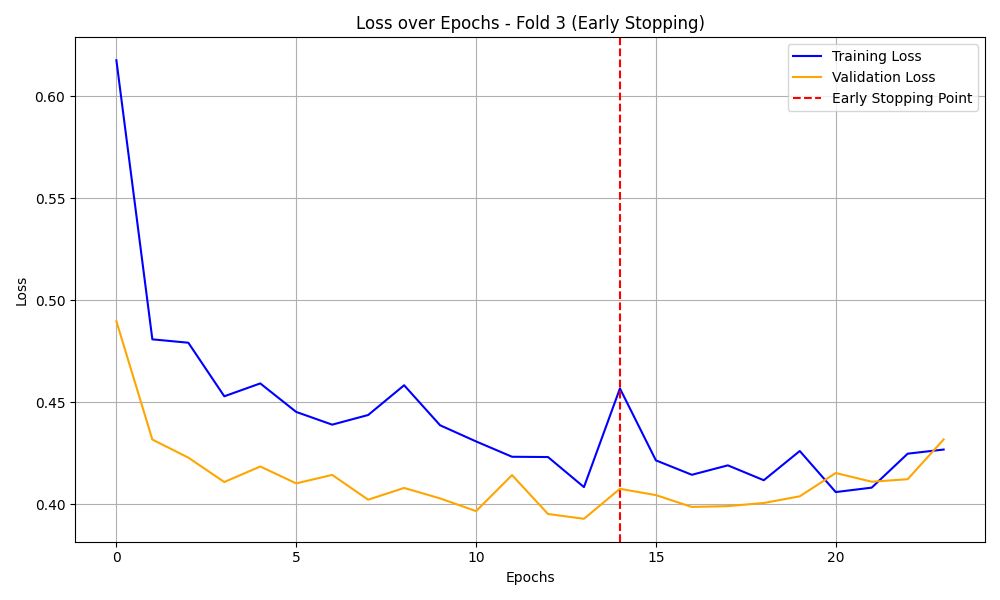 Loss over Epochs - Fold 3 (Early Stopping)
Training Loss
Validation Loss
Early Stopping Point
0.60
0.55
0.50
0.45
0.40
Loss
0 5 10 15 20
Epochs